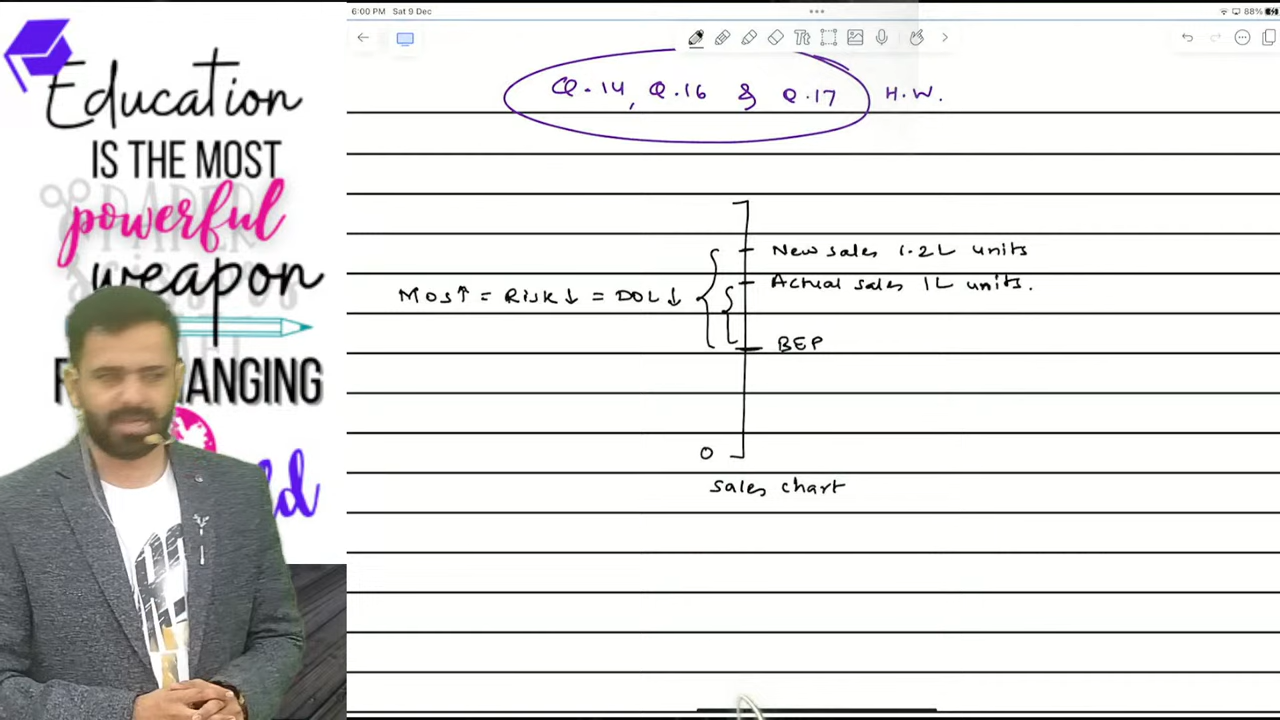 6:00 PM Sat 9 Dec
88%
Education
IS THE MOST
powerful
weapon
Tt
Q.14, Q.16 & Q.17 H.W.
New sales 1.2L units
Actual sales 1L units.
MOS↑ = Risk↓ = DOL↓
BEP
0
sales chart